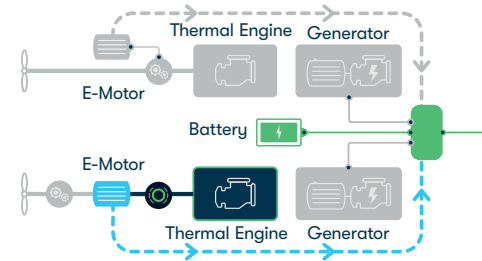 Thermal Engine Generator
E-Motor
Battery
E-Motor
Thermal Engine Generator